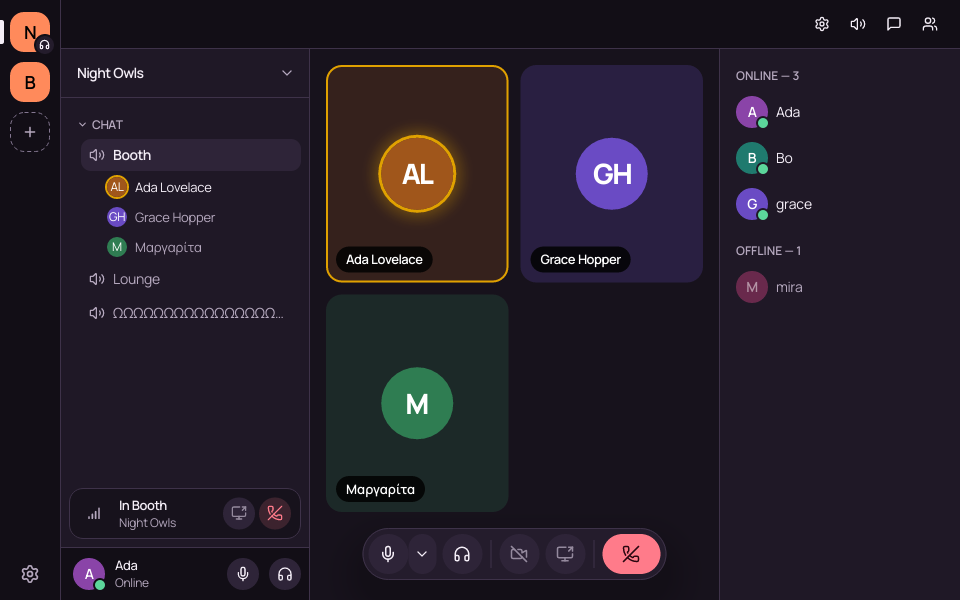 N
B
Night Owls
CHAT
Booth
AL Ada Lovelace
GH Grace Hopper
M Μαργαρίτα
Lounge
ΩΩΩΩΩΩΩΩΩΩΩΩΩΩΩΩ...
In Booth
Night Owls
A
Ada
Online
AL
Ada Lovelace
GH
Grace Hopper
M
Μαργαρίτα
ONLINE — 3
A Ada
B Bo
G grace
OFFLINE — 1
M mira